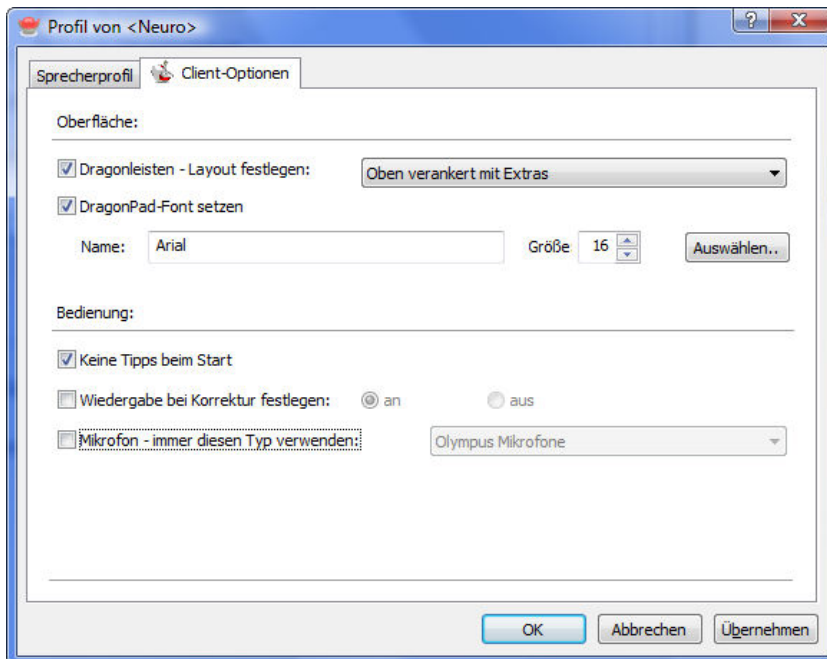 Profil von <Neuro>
Sprecherprofil Client-Optionen
Oberfläche:
Dragonleisten - Layout festlegen: Oben verankert mit Extras
DragonPad-Font setzen
Name: Arial Größe 16 Auswählen..
Bedienung:
Keine Tipps beim Start
Wiedergabe bei Korrektur festlegen: an aus
Mikrofon - immer diesen Typ verwenden: Olympus Mikrofone
OK Abbrechen Übernehmen